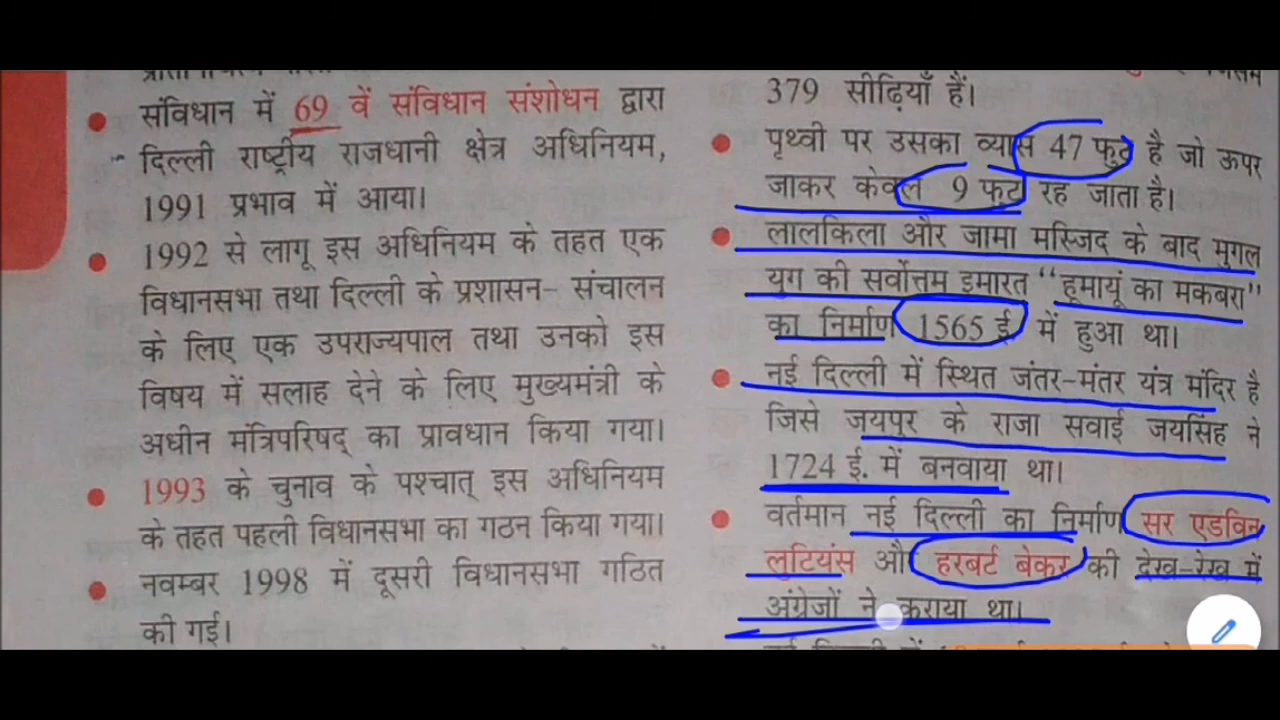 संविधान में 69 वें संविधान संशोधन द्वारा
दिल्ली राष्ट्रीय राजधानी क्षेत्र अधिनियम,
1991 प्रभाव में आया।
1992 से लागू इस अधिनियम के तहत एक
विधानसभा तथा दिल्ली के प्रशासन– संचालन
के लिए एक उपराज्यपाल तथा उनको इस
विषय में सलाह देने के लिए मुख्यमंत्री के
अधीन मंत्रिपरिषद् का प्रावधान किया गया।
1993 के चुनाव के पश्चात् इस अधिनियम
के तहत पहली विधानसभा का गठन किया गया।
नवम्बर 1998 में दूसरी विधानसभा गठित
की गई।
379 सीढ़ियाँ हैं।
पृथ्वी पर उसका व्यास 47 फुट है जो ऊपर
जाकर केवल 9 फुट रह जाता है।
लालकिला और जामा मस्जिद के बाद मुगल
युग की सर्वोत्तम इमारत “हूमायूं का मकबरा”
का निर्माण 1565 ई. में हुआ था।
नई दिल्ली में स्थित जंतर-मंतर यंत्र मंदिर है
जिसे जयपुर के राजा सवाई जयसिंह ने
1724 ई. में बनवाया था।
वर्तमान नई दिल्ली का निर्माण सर एडविन
लुटियंस और हरबर्ट बेकर की देख-रेख में
अंग्रेजों ने कराया था।